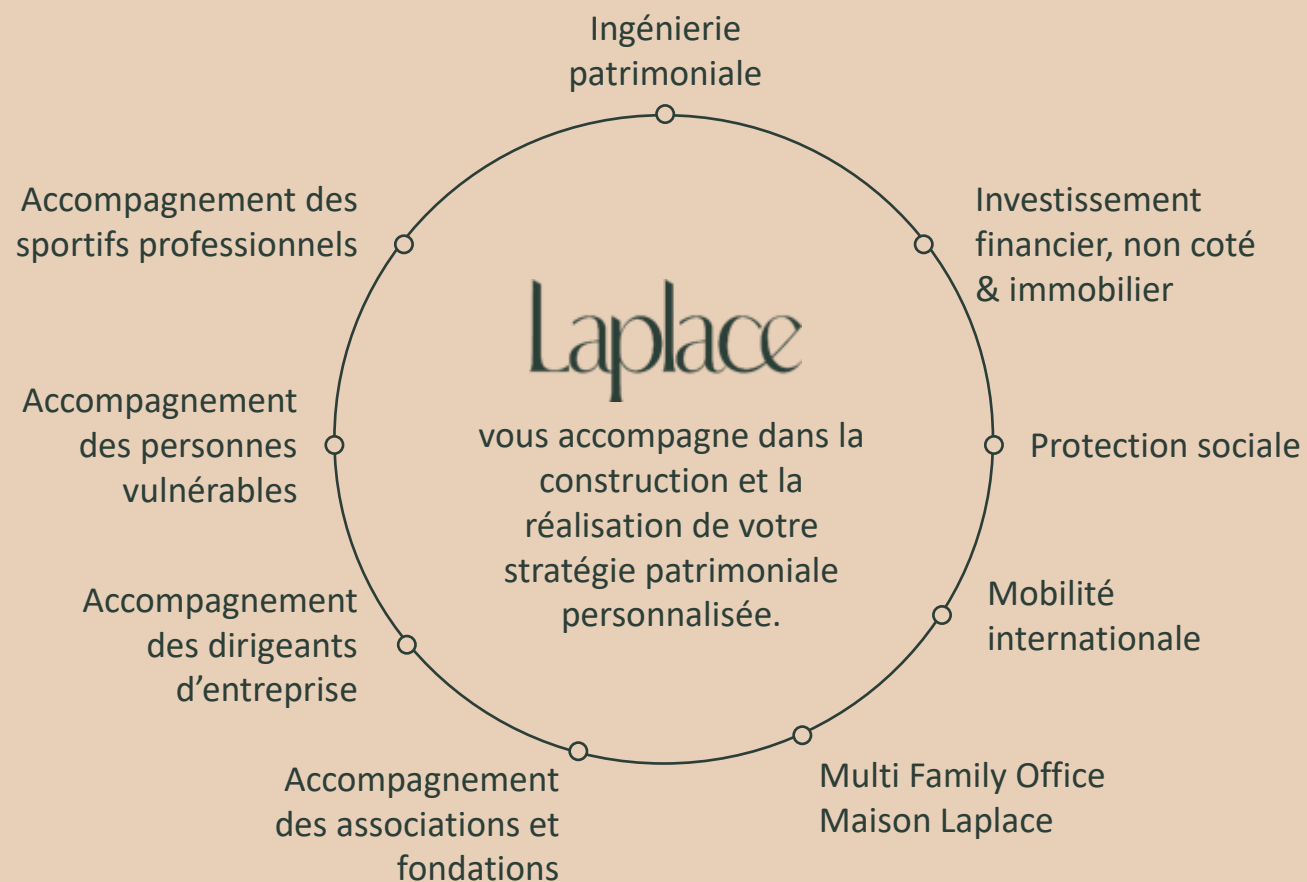 Ingénierie
patrimoniale
Accompagnement des
sportifs professionnels
Investissement
financier, non coté
& immobilier
Laplace
vous accompagne dans la
construction et la
réalisation de votre
stratégie patrimoniale
personnalisée.
Accompagnement
des personnes
vulnérables
Protection sociale
Accompagnement
des dirigeants
d’entreprise
Mobilité
internationale
Accompagnement
des associations et
fondations
Multi Family Office
Maison Laplace